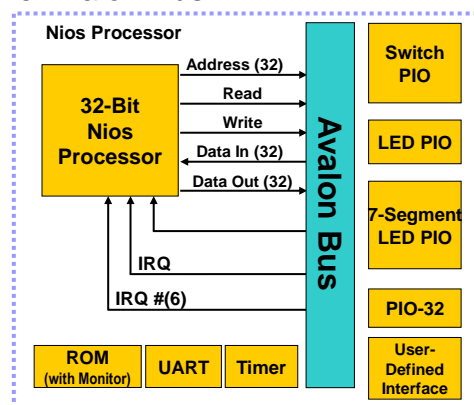 Nios Processor
32-Bit
Nios
Processor
Address (32)
Read
Write
Data In (32)
Data Out (32)
IRQ
IRQ #(6)
Avalon Bus
Switch
PIO
LED PIO
7-Segment
LED PIO
PIO-32
User-
Defined
Interface
ROM
(with Monitor)
UART
Timer